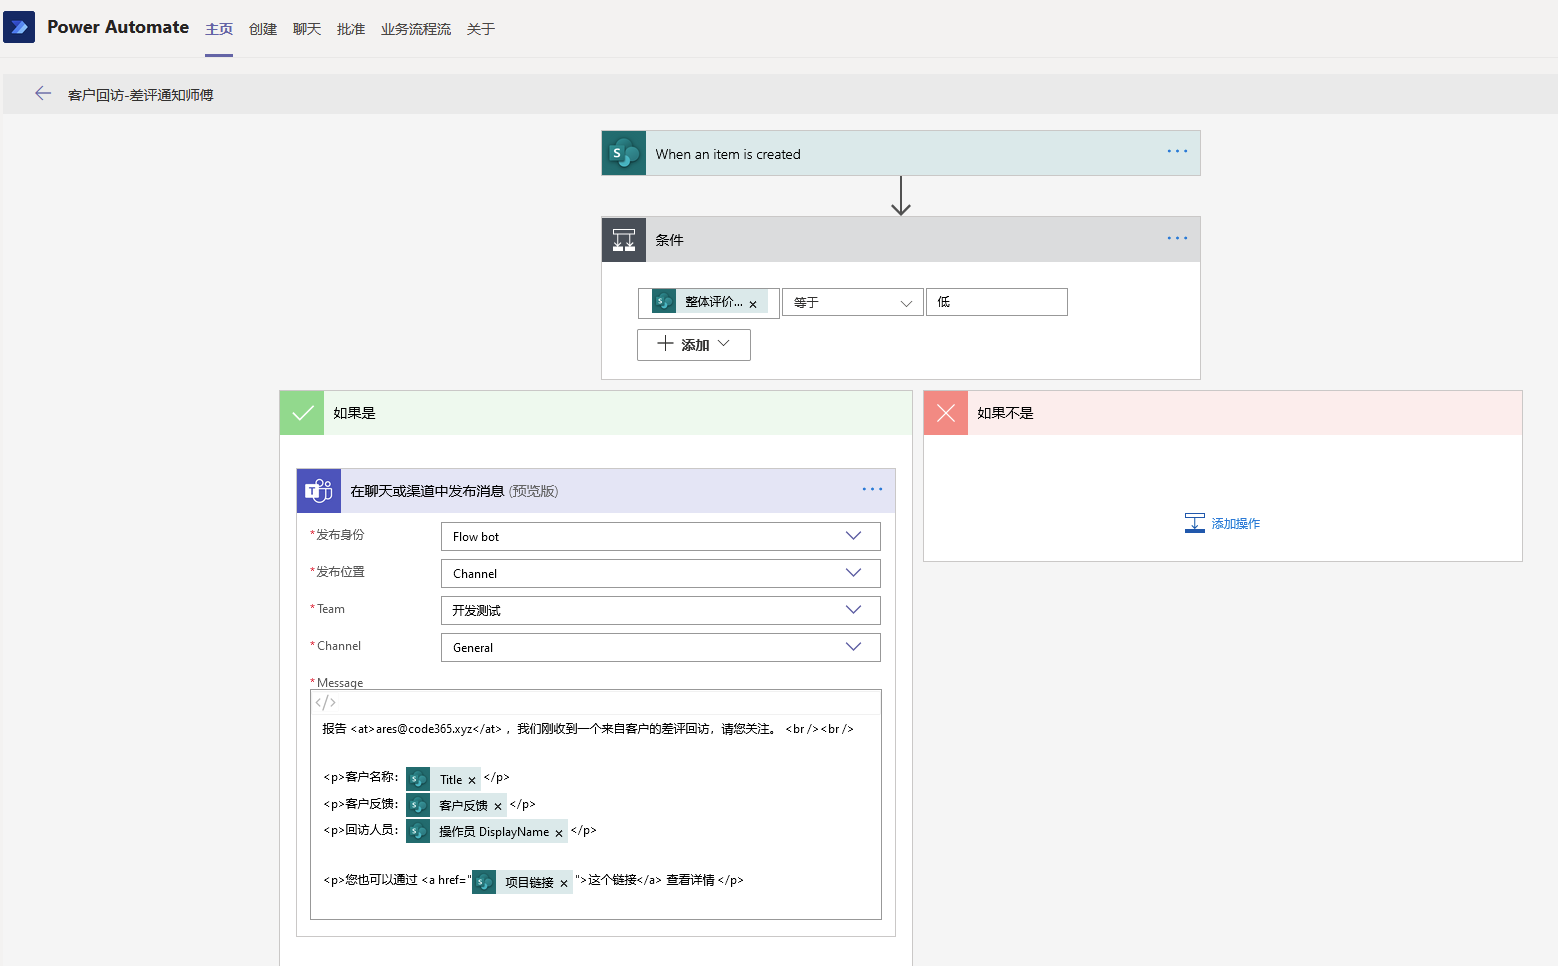 Power Automate 主页 创建 聊天 批准 业务流程流 关于
客户回访-差评通知师傅
S When an item is created
条件
S 整体评价... × 等于 低
添加
如果是
如果不是
T 在聊天或渠道中发布消息 (预览版)
添加操作
*发布身份 Flow bot
*发布位置 Channel
*Team 开发测试
*Channel General
*Message
</>
报告 <at>ares@code365.xyz</at> ，我们刚收到一个来自客户的差评回访，请您关注。 <br /><br />
<p>客户名称： S Title × </p>
<p>客户反馈： S 客户反馈 × </p>
<p>回访人员： S 操作员 DisplayName × </p>
<p>您也可以通过 <a href=" S 项目链接 × ">这个链接</a> 查看详情 </p>